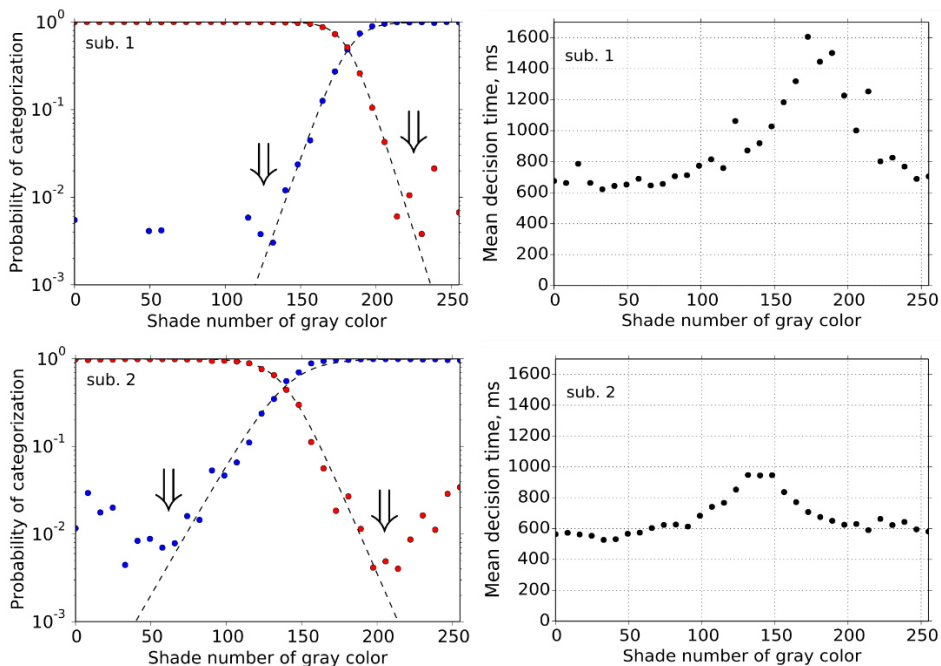 Probability of categorization
10⁰
10⁻¹
10⁻²
10⁻³
sub. 1
0 50 100 150 200 250
Shade number of gray color
Mean decision time, ms
1600
1400
1200
1000
800
600
400
200
0
sub. 1
0 50 100 150 200 250
Shade number of gray color
Probability of categorization
10⁰
10⁻¹
10⁻²
10⁻³
sub. 2
0 50 100 150 200 250
Shade number of gray color
Mean decision time, ms
1600
1400
1200
1000
800
600
400
200
0
sub. 2
0 50 100 150 200 250
Shade number of gray color